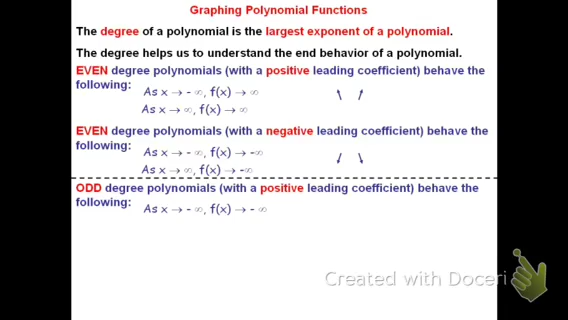 Graphing Polynomial Functions
The degree of a polynomial is the largest exponent of a polynomial.
The degree helps us to understand the end behavior of a polynomial.
EVEN degree polynomials (with a positive leading coefficient) behave the
following:
As x → - ∞, f(x) → ∞
As x → ∞, f(x) → ∞
EVEN degree polynomials (with a negative leading coefficient) behave the
following:
As x → - ∞, f(x) → -∞
As x → ∞, f(x) → -∞
ODD degree polynomials (with a positive leading coefficient) behave the
following:
As x → - ∞, f(x) → - ∞
Created with Doceri